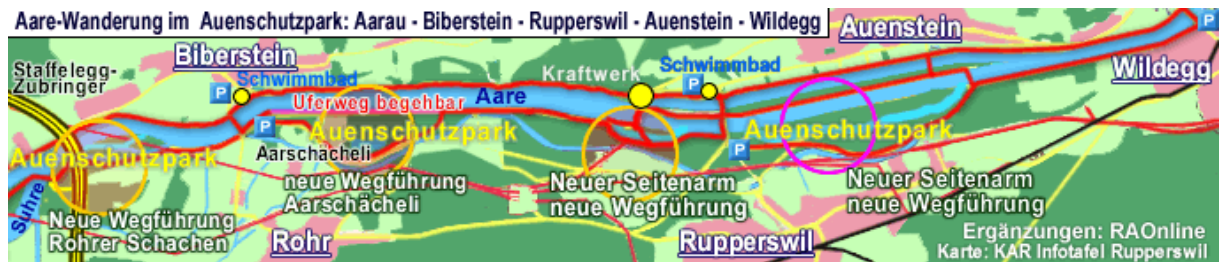 Aare-Wanderung im Auenschutzpark: Aarau - Biberstein - Rupperswil - Auenstein - Wildegg
Auenstein
P
Biberstein
Staffelegg-
Zubringer
Schwimmbad
P
Kraftwerk
Schwimmbad
P
Wildegg
Uferweg begehbar
Aare
P
Auenschutzpark
Auenschutzpark
Auenschutzpark
Aarschächeli
P
Suhre
neue Wegführung
Aarschächeli
Neuer Seitenarm
neue Wegführung
Neuer Seitenarm
neue Wegführung
Neue Wegführung
Rohrer Schachen
Rohr
Rupperswil
Ergänzungen: RAOnline
Karte: KAR Infotafel Rupperswil